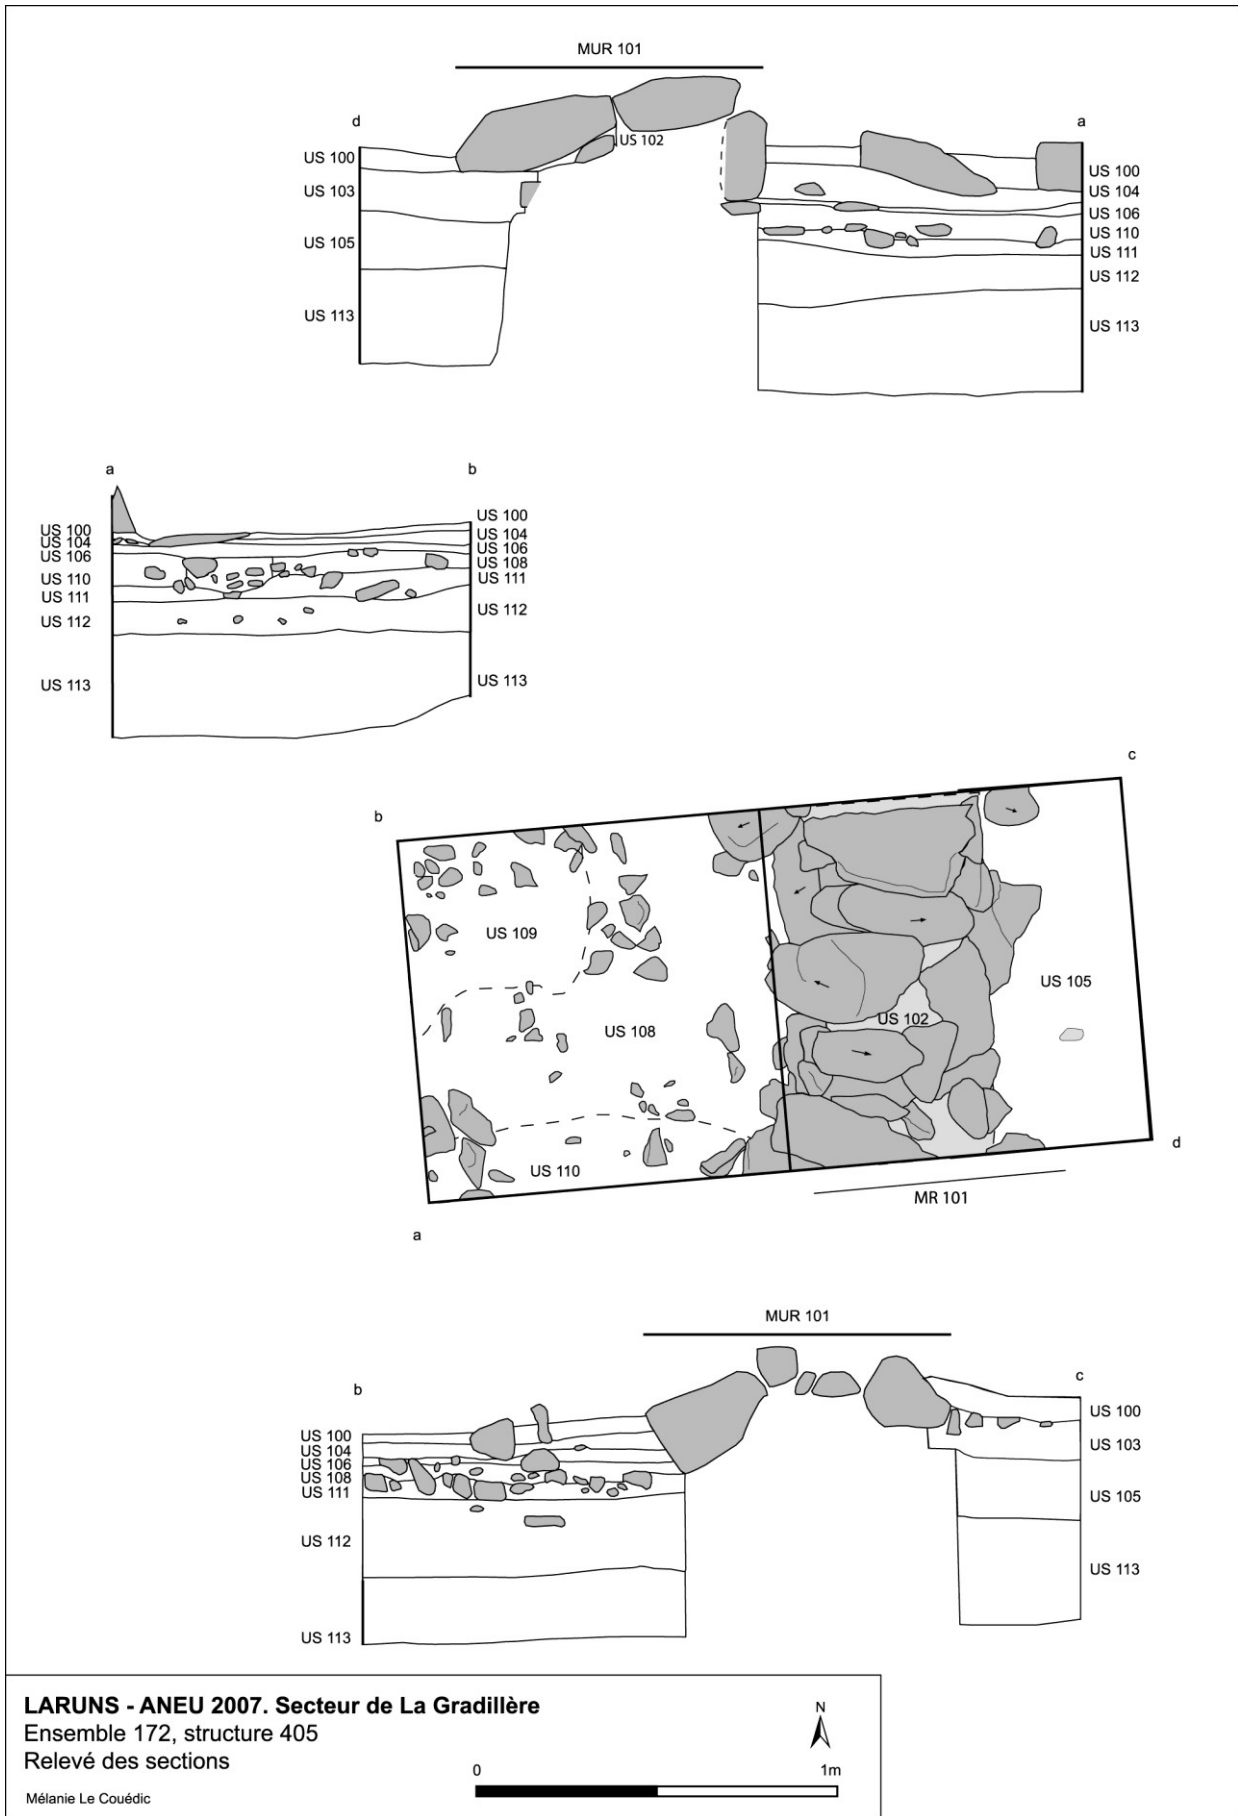 MUR 101
d
a
US 102
US 100
US 103
US 105
US 113
US 100
US 104
US 106
US 110
US 111
US 112
US 113
a
b
US 100
US 104
US 106
US 110
US 111
US 112
US 113
US 100
US 104
US 106
US 108
US 111
US 112
US 113
c
b
US 109
US 105
US 102
US 108
US 110
d
MR 101
a
MUR 101
b
c
US 100
US 104
US 106
US 108
US 111
US 112
US 113
US 100
US 103
US 105
US 113
LARUNS - ANEU 2007. Secteur de La Gradillère
Ensemble 172, structure 405
Relevé des sections
Mélanie Le Couédic
N
0 1m